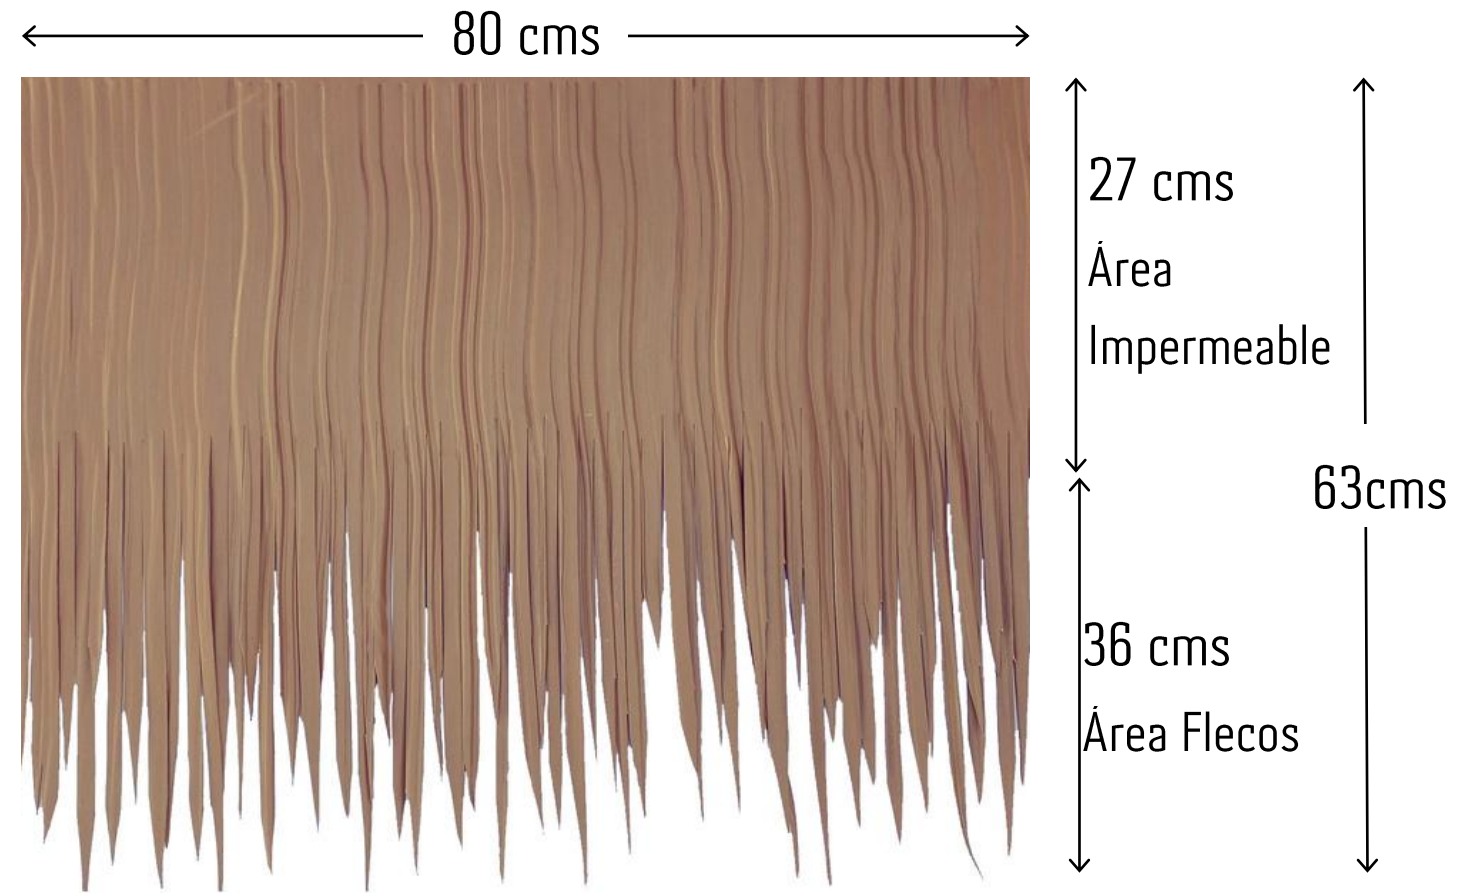 80 cms
27 cms
Área
Impermeable
63cms
36 cms
Área Flecos